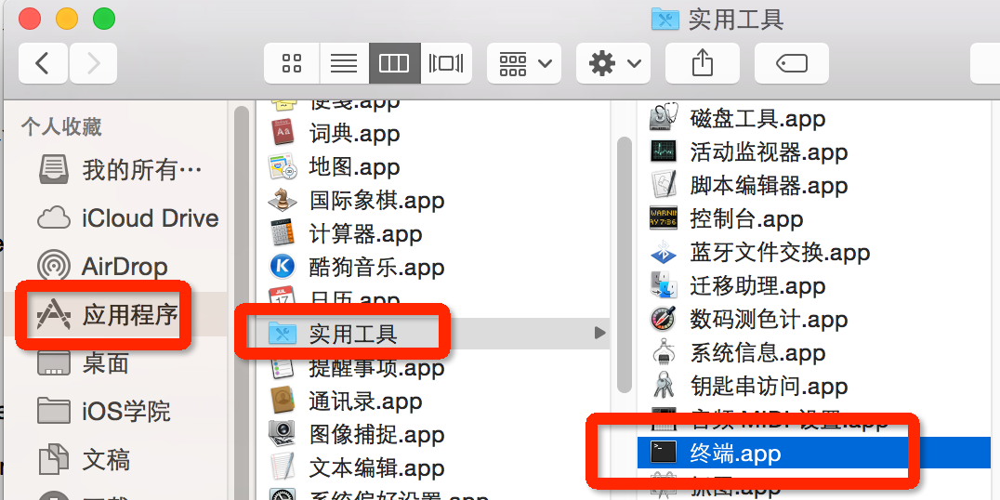 实用工具
个人收藏
我的所有…
iCloud Drive
AirDrop
应用程序
桌面
iOS学院
文稿
便笺.app
词典.app
地图.app
国际象棋.app
计算器.app
酷狗音乐.app
日历.app
实用工具
提醒事项.app
通讯录.app
图像捕捉.app
文本编辑.app
系统偏好设置.app
磁盘工具.app
活动监视器.app
脚本编辑器.app
控制台.app
蓝牙文件交换.app
迁移助理.app
数码测色计.app
系统信息.app
钥匙串访问.app
音频 MIDI 设置.app
终端.app
抓图.app